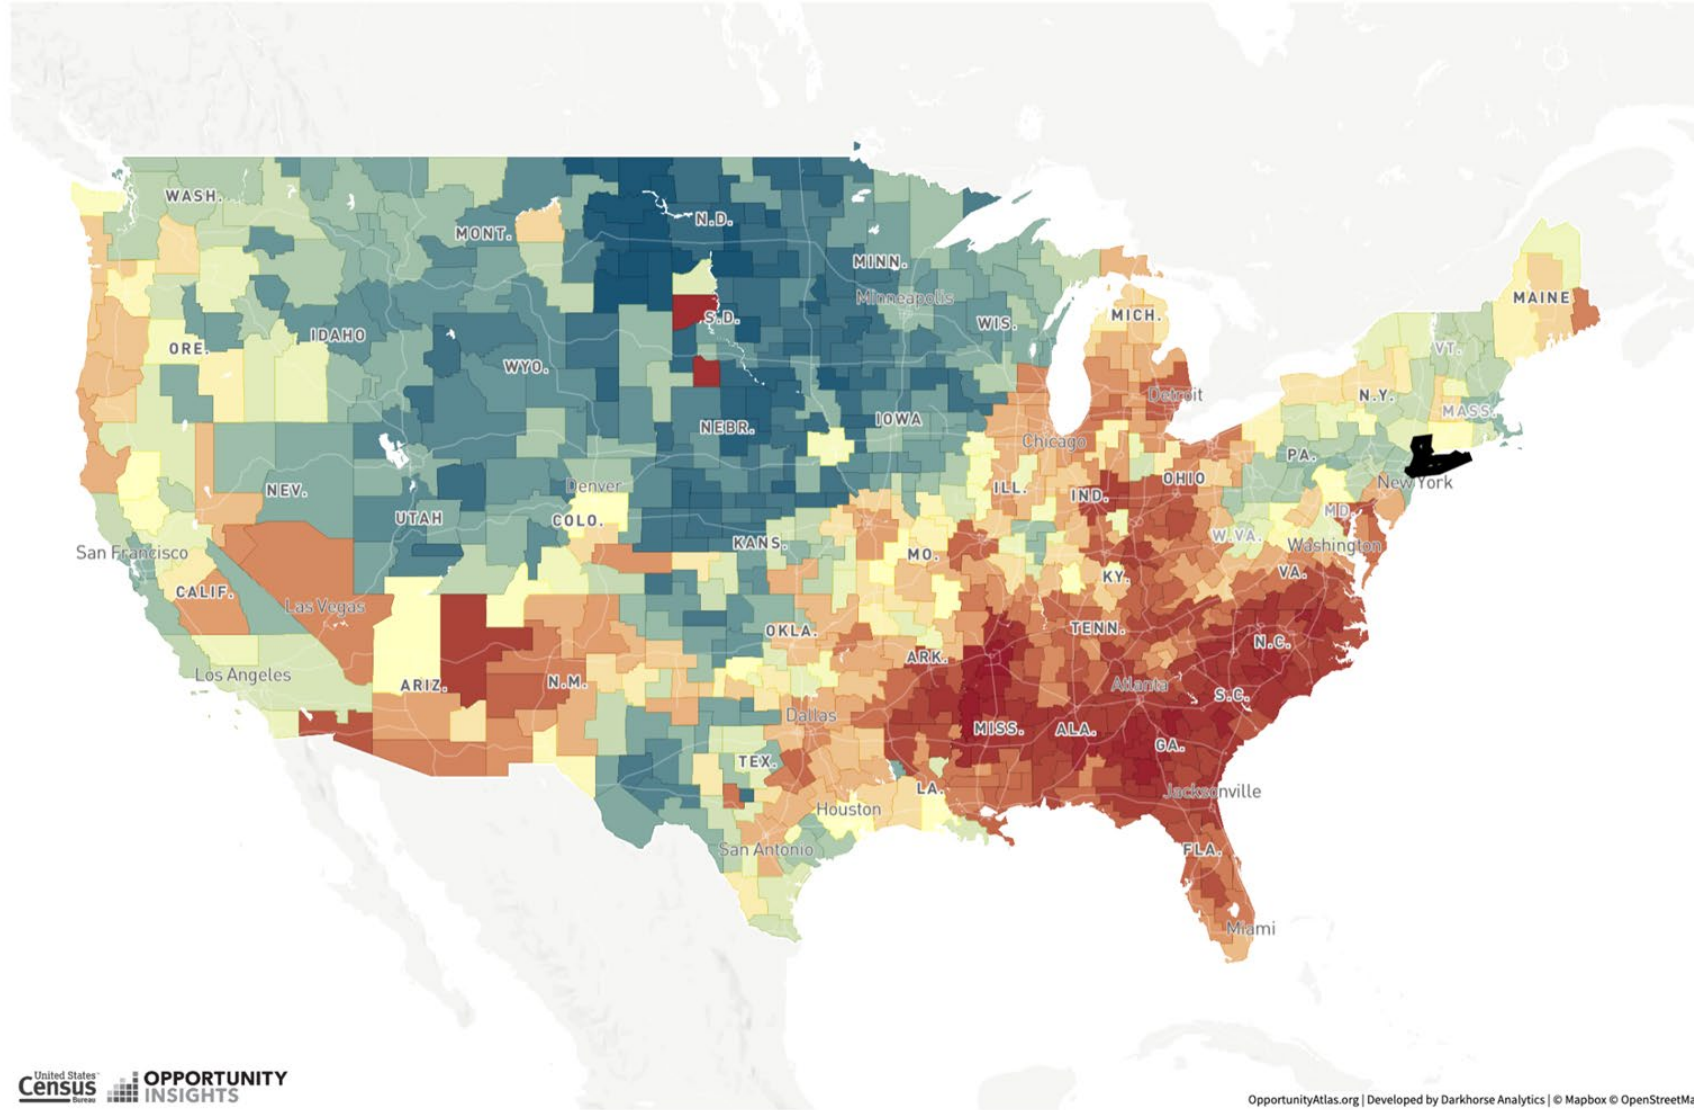 WASH.
MONT.
N.D.
MINN.
Minneapolis
MAINE
S.D.
MICH.
WIS.
IDAHO
ORE.
VT.
WYO.
Detroit
N.Y.
MASS.
NEBR.
IOWA
Chicago
PA.
OHIO
New York
NEV.
Denver
ILL.
IND.
UTAH
COLO.
MD.
W.VA.
KANS.
Washington
San Francisco
MO.
VA.
KY.
CALIF.
Las Vegas
OKLA.
TENN.
N.C.
ARK.
Los Angeles
ARIZ.
N.M.
Atlanta
S.C.
Dallas
MISS.
ALA.
GA.
TEX.
LA.
Jacksonville
Houston
San Antonio
FLA.
Miami
United States™
Census
Bureau
OPPORTUNITY
INSIGHTS
OpportunityAtlas.org | Developed by Darkhorse Analytics | © Mapbox © OpenStreetMa